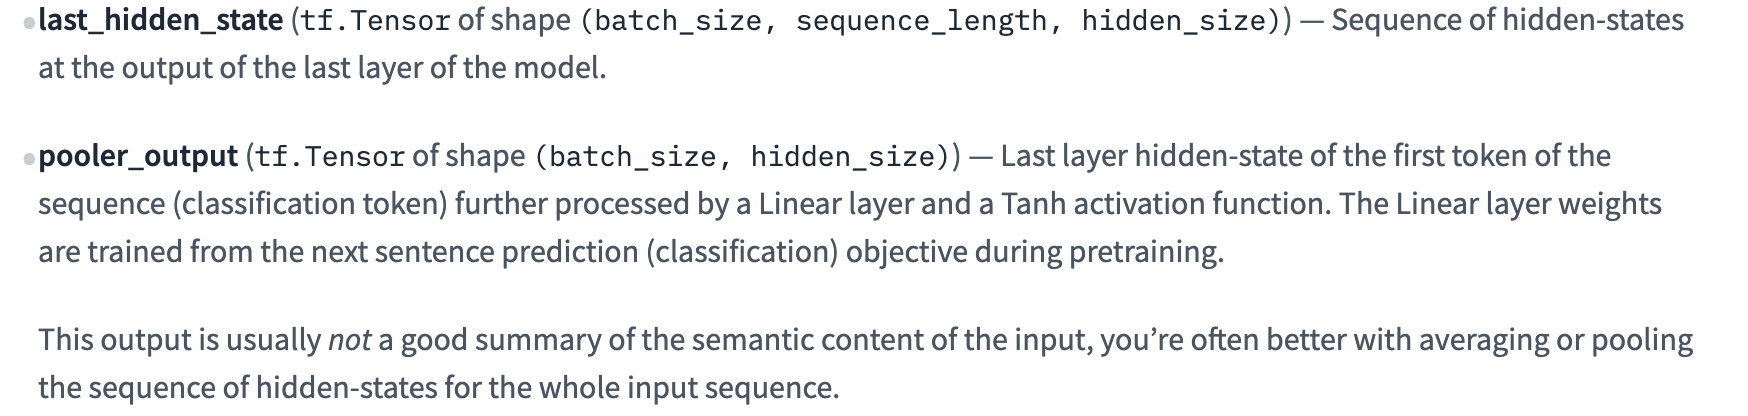 •last_hidden_state (tf.Tensor of shape (batch_size, sequence_length, hidden_size)) — Sequence of hidden-states
at the output of the last layer of the model.
•pooler_output (tf.Tensor of shape (batch_size, hidden_size)) — Last layer hidden-state of the first token of the
sequence (classification token) further processed by a Linear layer and a Tanh activation function. The Linear layer weights
are trained from the next sentence prediction (classification) objective during pretraining.
This output is usually not a good summary of the semantic content of the input, you’re often better with averaging or pooling
the sequence of hidden-states for the whole input sequence.